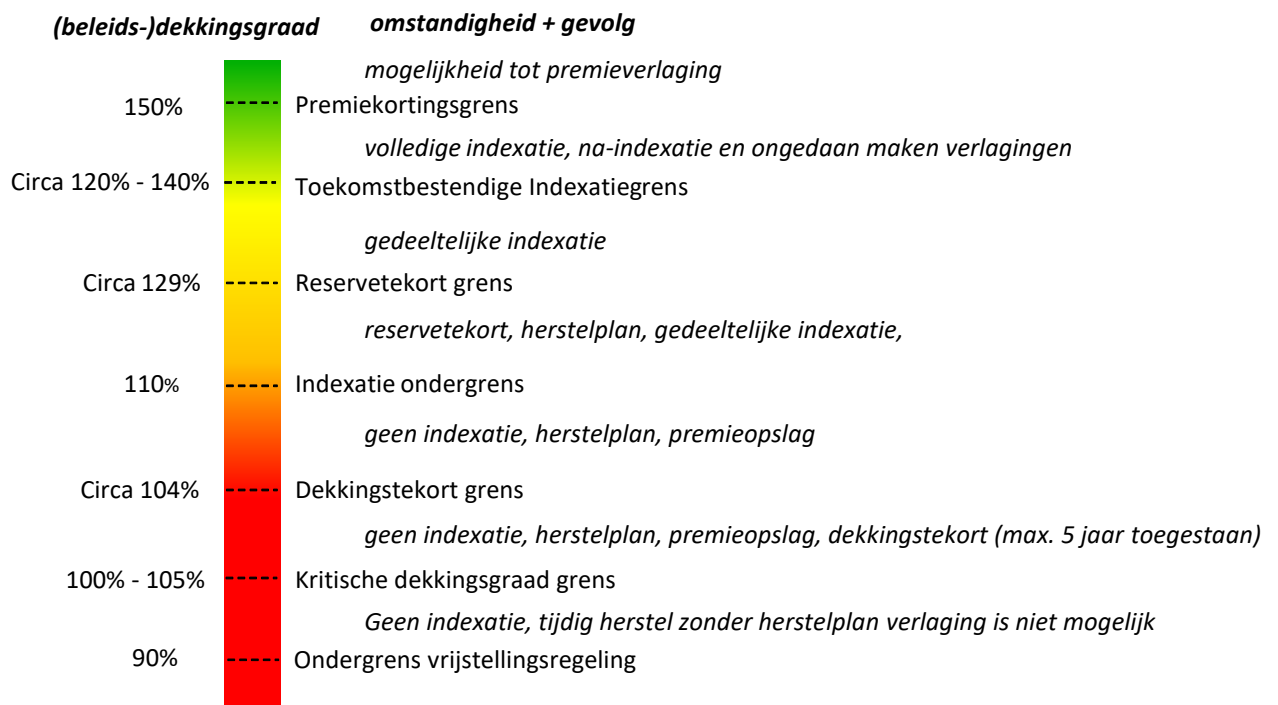 (beleids-)dekkingsgraad omstandigheid + gevolg
mogelijkheid tot premieverlaging
150% Premiekortingsgrens
volledige indexatie, na-indexatie en ongedaan maken verlagingen
Circa 120% - 140% Toekomstbestendige Indexatiegrens
gedeeltelijke indexatie
Circa 129% Reservetekort grens
reservetekort, herstelplan, gedeeltelijke indexatie,
110% Indexatie ondergrens
geen indexatie, herstelplan, premieopslag
Circa 104% Dekkingstekort grens
geen indexatie, herstelplan, premieopslag, dekkingstekort (max. 5 jaar toegestaan)
100% - 105% Kritische dekkingsgraad grens
Geen indexatie, tijdig herstel zonder herstelplan verlaging is niet mogelijk
90% Ondergrens vrijstellingsregeling